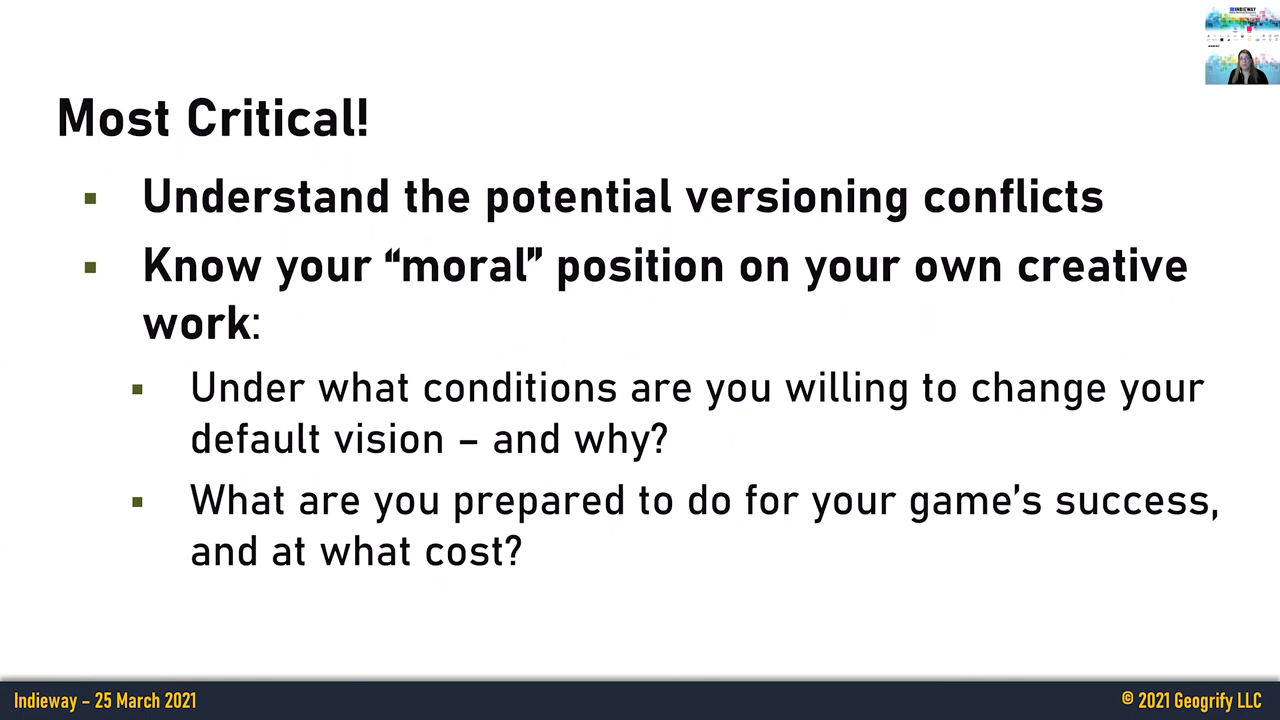 INDIEWAY
Most Critical!
▪ Understand the potential versioning conflicts
▪ Know your “moral” position on your own creative
work:
▪ Under what conditions are you willing to change your
default vision – and why?
▪ What are you prepared to do for your game’s success,
and at what cost?
Indieway – 25 March 2021
© 2021 Geogrify LLC